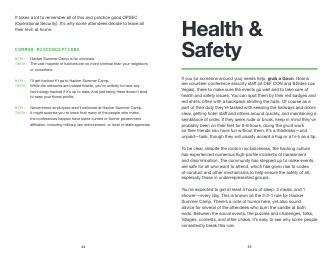 It takes a lot to remember all of this and practice good OPSEC
(Operational Security). It's why some attendees decide to leave all
their tech at home.
COMMON MISCONCEPTIONS
MYTH: Hacker Summer Camp is for criminals.
TRUTH: The vast majority of hackers are no more criminal than your neighbors
or coworkers.
MYTH: I'll get hacked if I go to Hacker Summer Camp.
TRUTH: While the networks are indeed hostile, you're unlikely to have any
technology hacked if it's up to date. And just being there doesn't tend
to raise your threat profile.
MYTH: Government employees aren't welcome at Hacker Summer Camp.
TRUTH: It might surprise you to know that many of the people who make
the conferences happen have some current or former government
affiliation, including military, law enforcement, or local or state agencies.
44
Health &
Safety
If you (or someone around you) needs help, grab a Goon. Goons
are volunteer conference security staff (at DEF CON and BSides Las
Vegas), there to make sure the events go well and to take care of
health and safety issues. You can spot them by their red badges and
red shirts, often with a backpack strolling the halls. Of course as a
part of their duty they're tasked with keeping the hallways and doors
clear, getting hotel staff and others around quickly, and maintaining a
semblance of order. If they seem rude or brusk, keep in mind they've
probably been on their feet for 6-8 hours, doing the grunt work
so their friends can have fun without them. It's a thankless—and
unpaid—task, though they will usually accept a hug or a hi-5 as a tip.
To be clear, despite the roots in inclusiveness, the hacking culture
has experienced numerous high-profile incidents of harassment
and discrimination. The community has stepped up to make events
are safe for all who want to attend, which has given rise to codes
of conduct and other mechanisms to help ensure the safety of all,
especially those in underrepresented groups.
You're expected to get at least 3 hours of sleep, 2 meals, and 1
shower—every day. This is known as the 3-2-1 rule for Hacker
Summer Camp. There's a note of humor here, yet also sound
advice for several of the attendees who burn the candle at both
ends. Between the social events, the puzzles and challenges, talks,
Villages, contests, and other chaos, it's easy to see why some people
consistently break this rule.